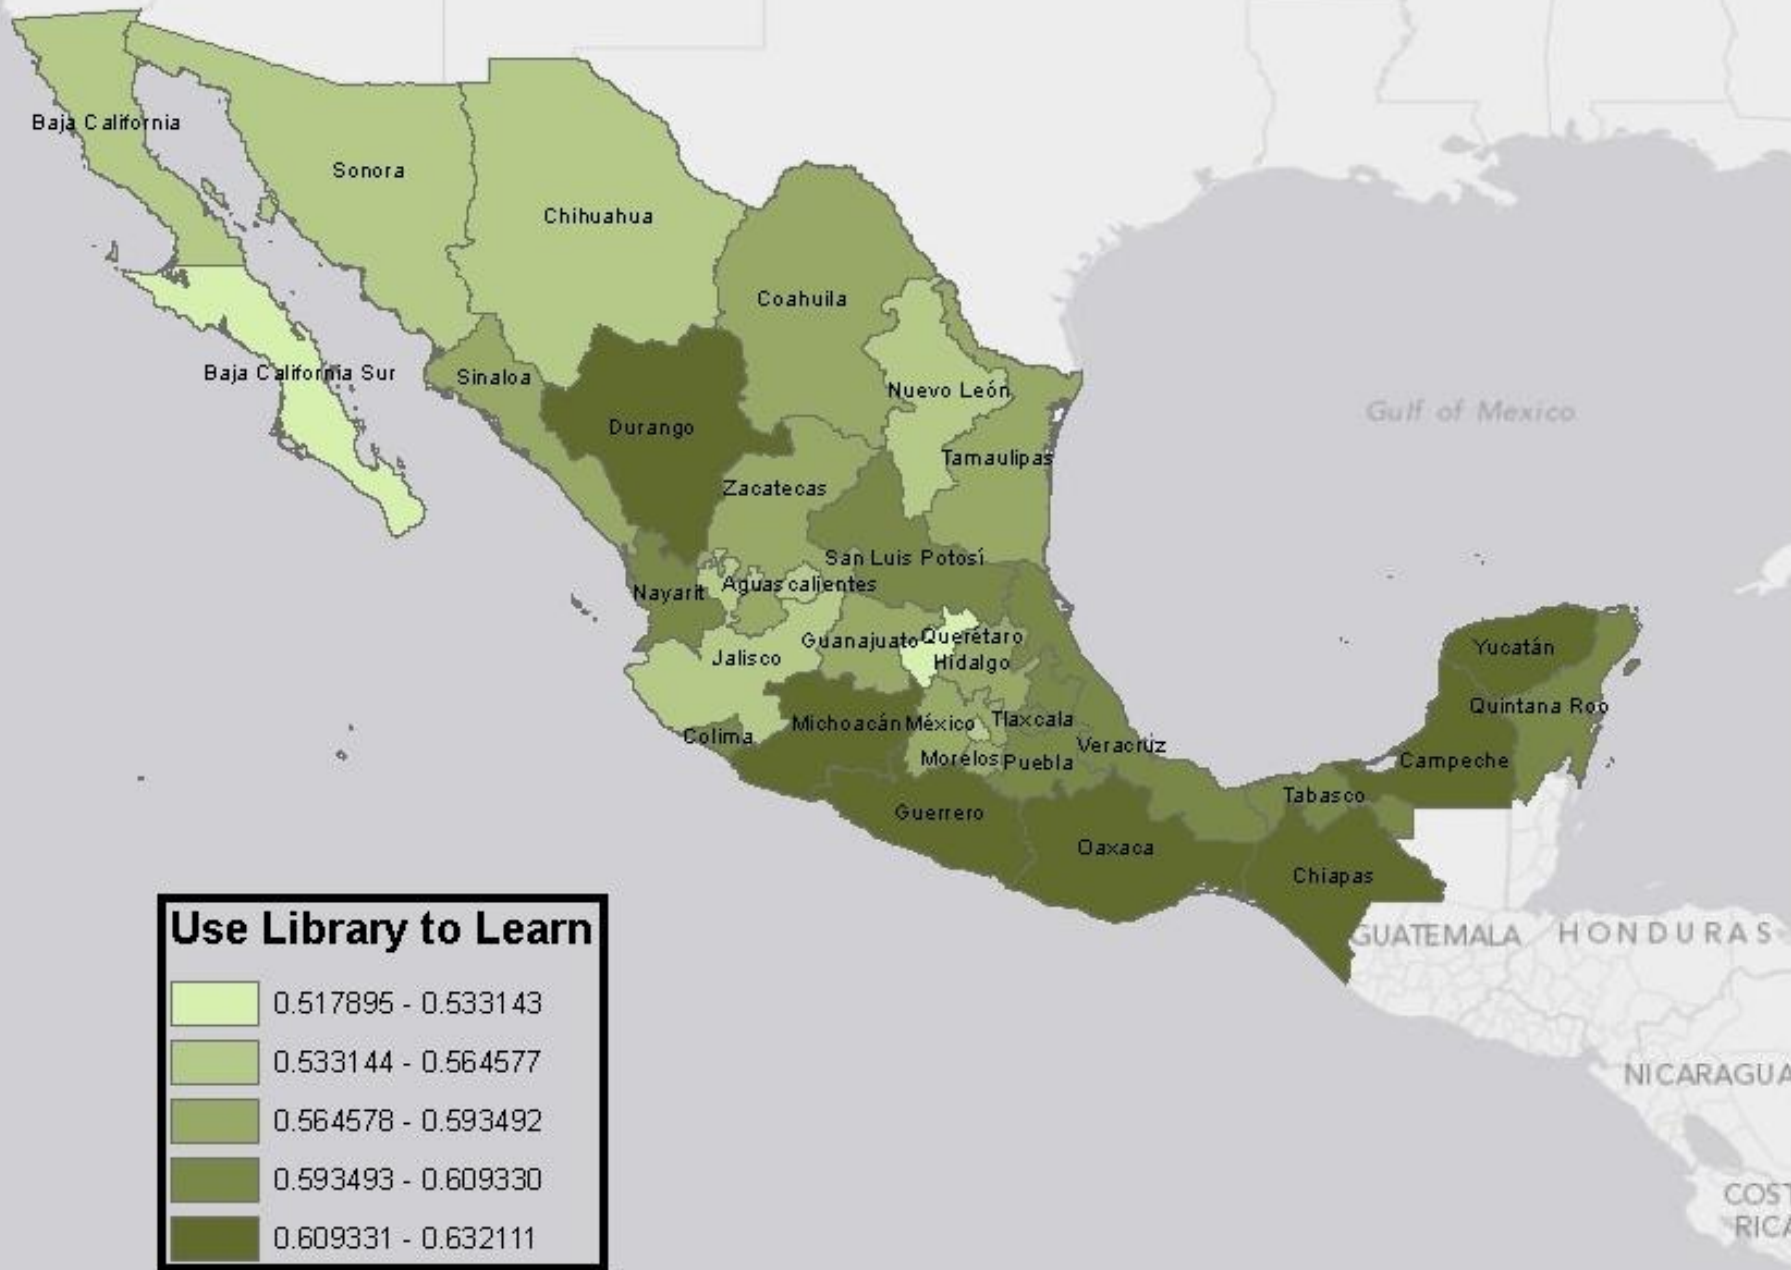 Baja California
Sonora
Chihuahua
Coahuila
Baja California Sur
Sinaloa
Nuevo León
Gulf of Mexico
Durango
Tamaulipas
Zacatecas
San Luis Potosí
Nayarit
Aguascalientes
Guanajuato
Querétaro
Yucatán
Jalisco
Hidalgo
Quintana Roo
Michoacán
México
Tlaxcala
Colima
Veracruz
Morelos
Puebla
Campeche
Tabasco
Guerrero
Oaxaca
Chiapas
GUATEMALA
HONDURAS
NICARAGUA
COST
RICA
Use Library to Learn
0.517895 - 0.533143
0.533144 - 0.564577
0.564578 - 0.593492
0.593493 - 0.609330
0.609331 - 0.632111